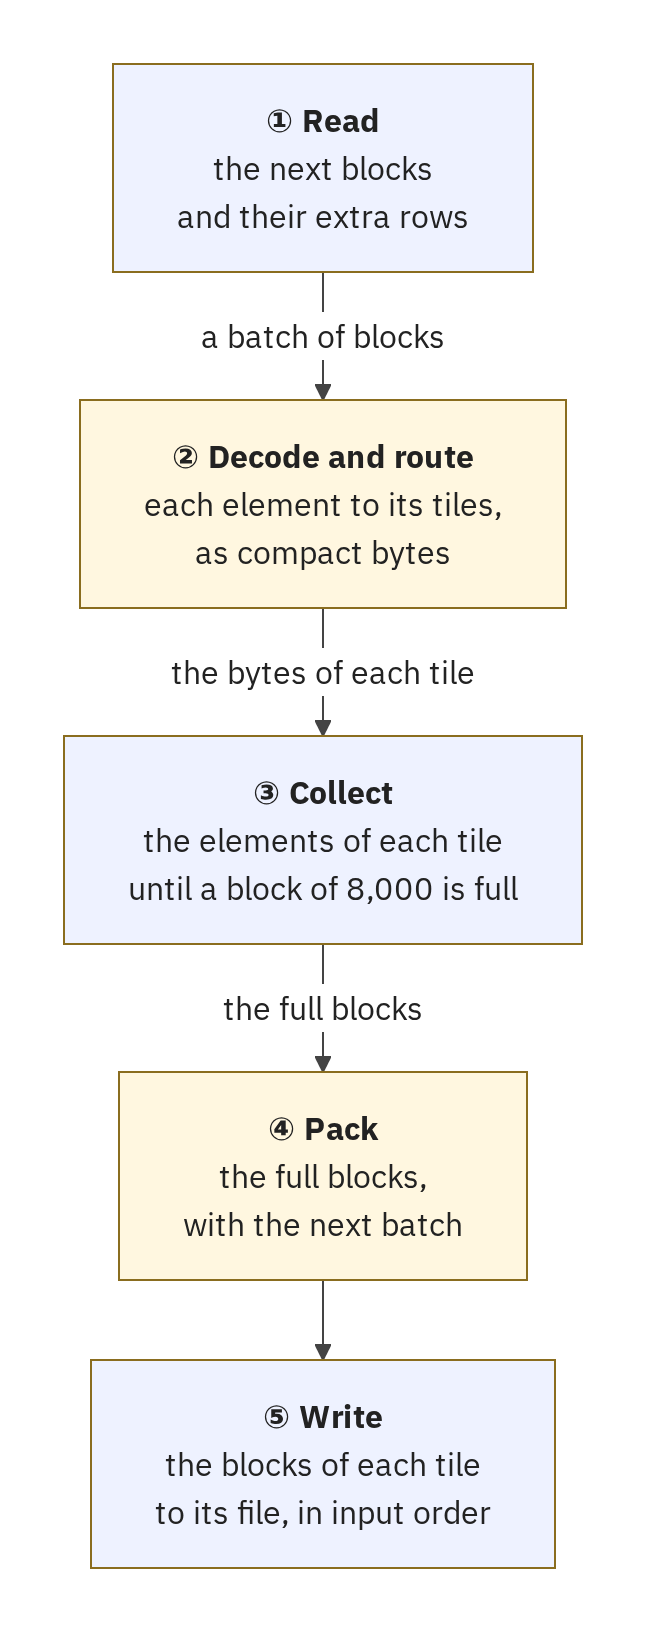 ① Read
the next blocks
and their extra rows
a batch of blocks
② Decode and route
each element to its tiles,
as compact bytes
the bytes of each tile
③ Collect
the elements of each tile
until a block of 8,000 is full
the full blocks
④ Pack
the full blocks,
with the next batch
⑤ Write
the blocks of each tile
to its file, in input order